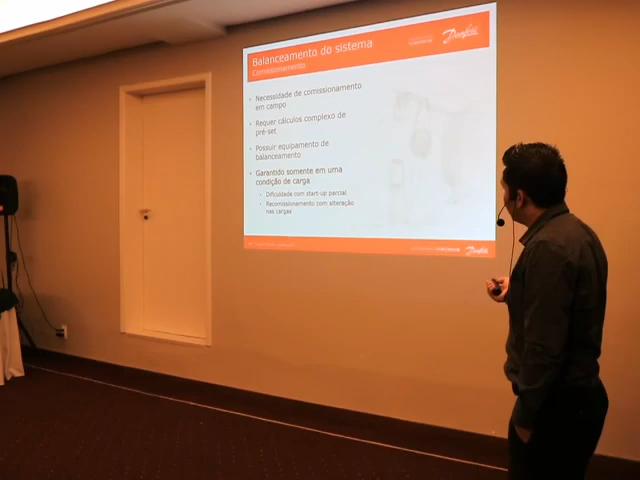 Balanceamento do sistema
Comissionamento
Danfoss
• Necessidade de comissionamento
em campo
• Requer cálculos complexo de
pré-set
• Possuir equipamento de
balanceamento
• Garantido somente em uma
condição de carga
• Dificuldade com start-up parcial
• Recomissionamento com alteração
nas cargas
Danfoss